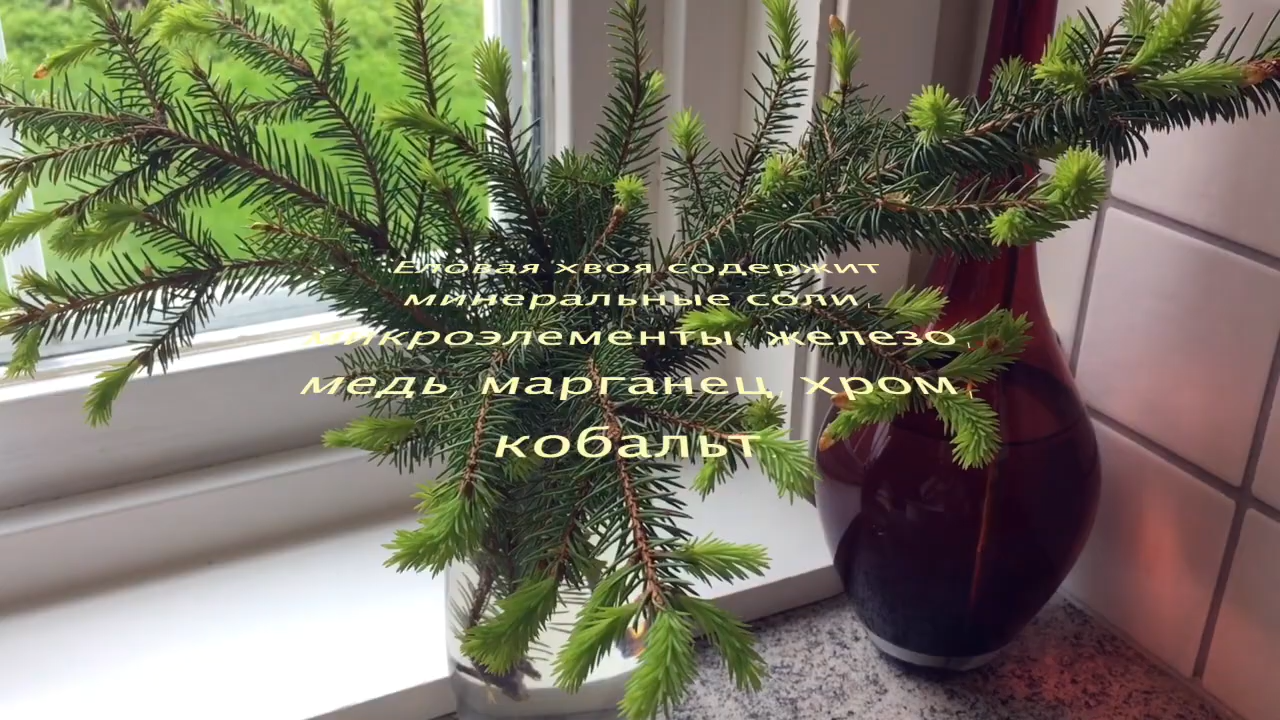 Еловая хвоя содержит
минеральные соли
микроэлементы железо,
медь, марганец, хром,
кобальт